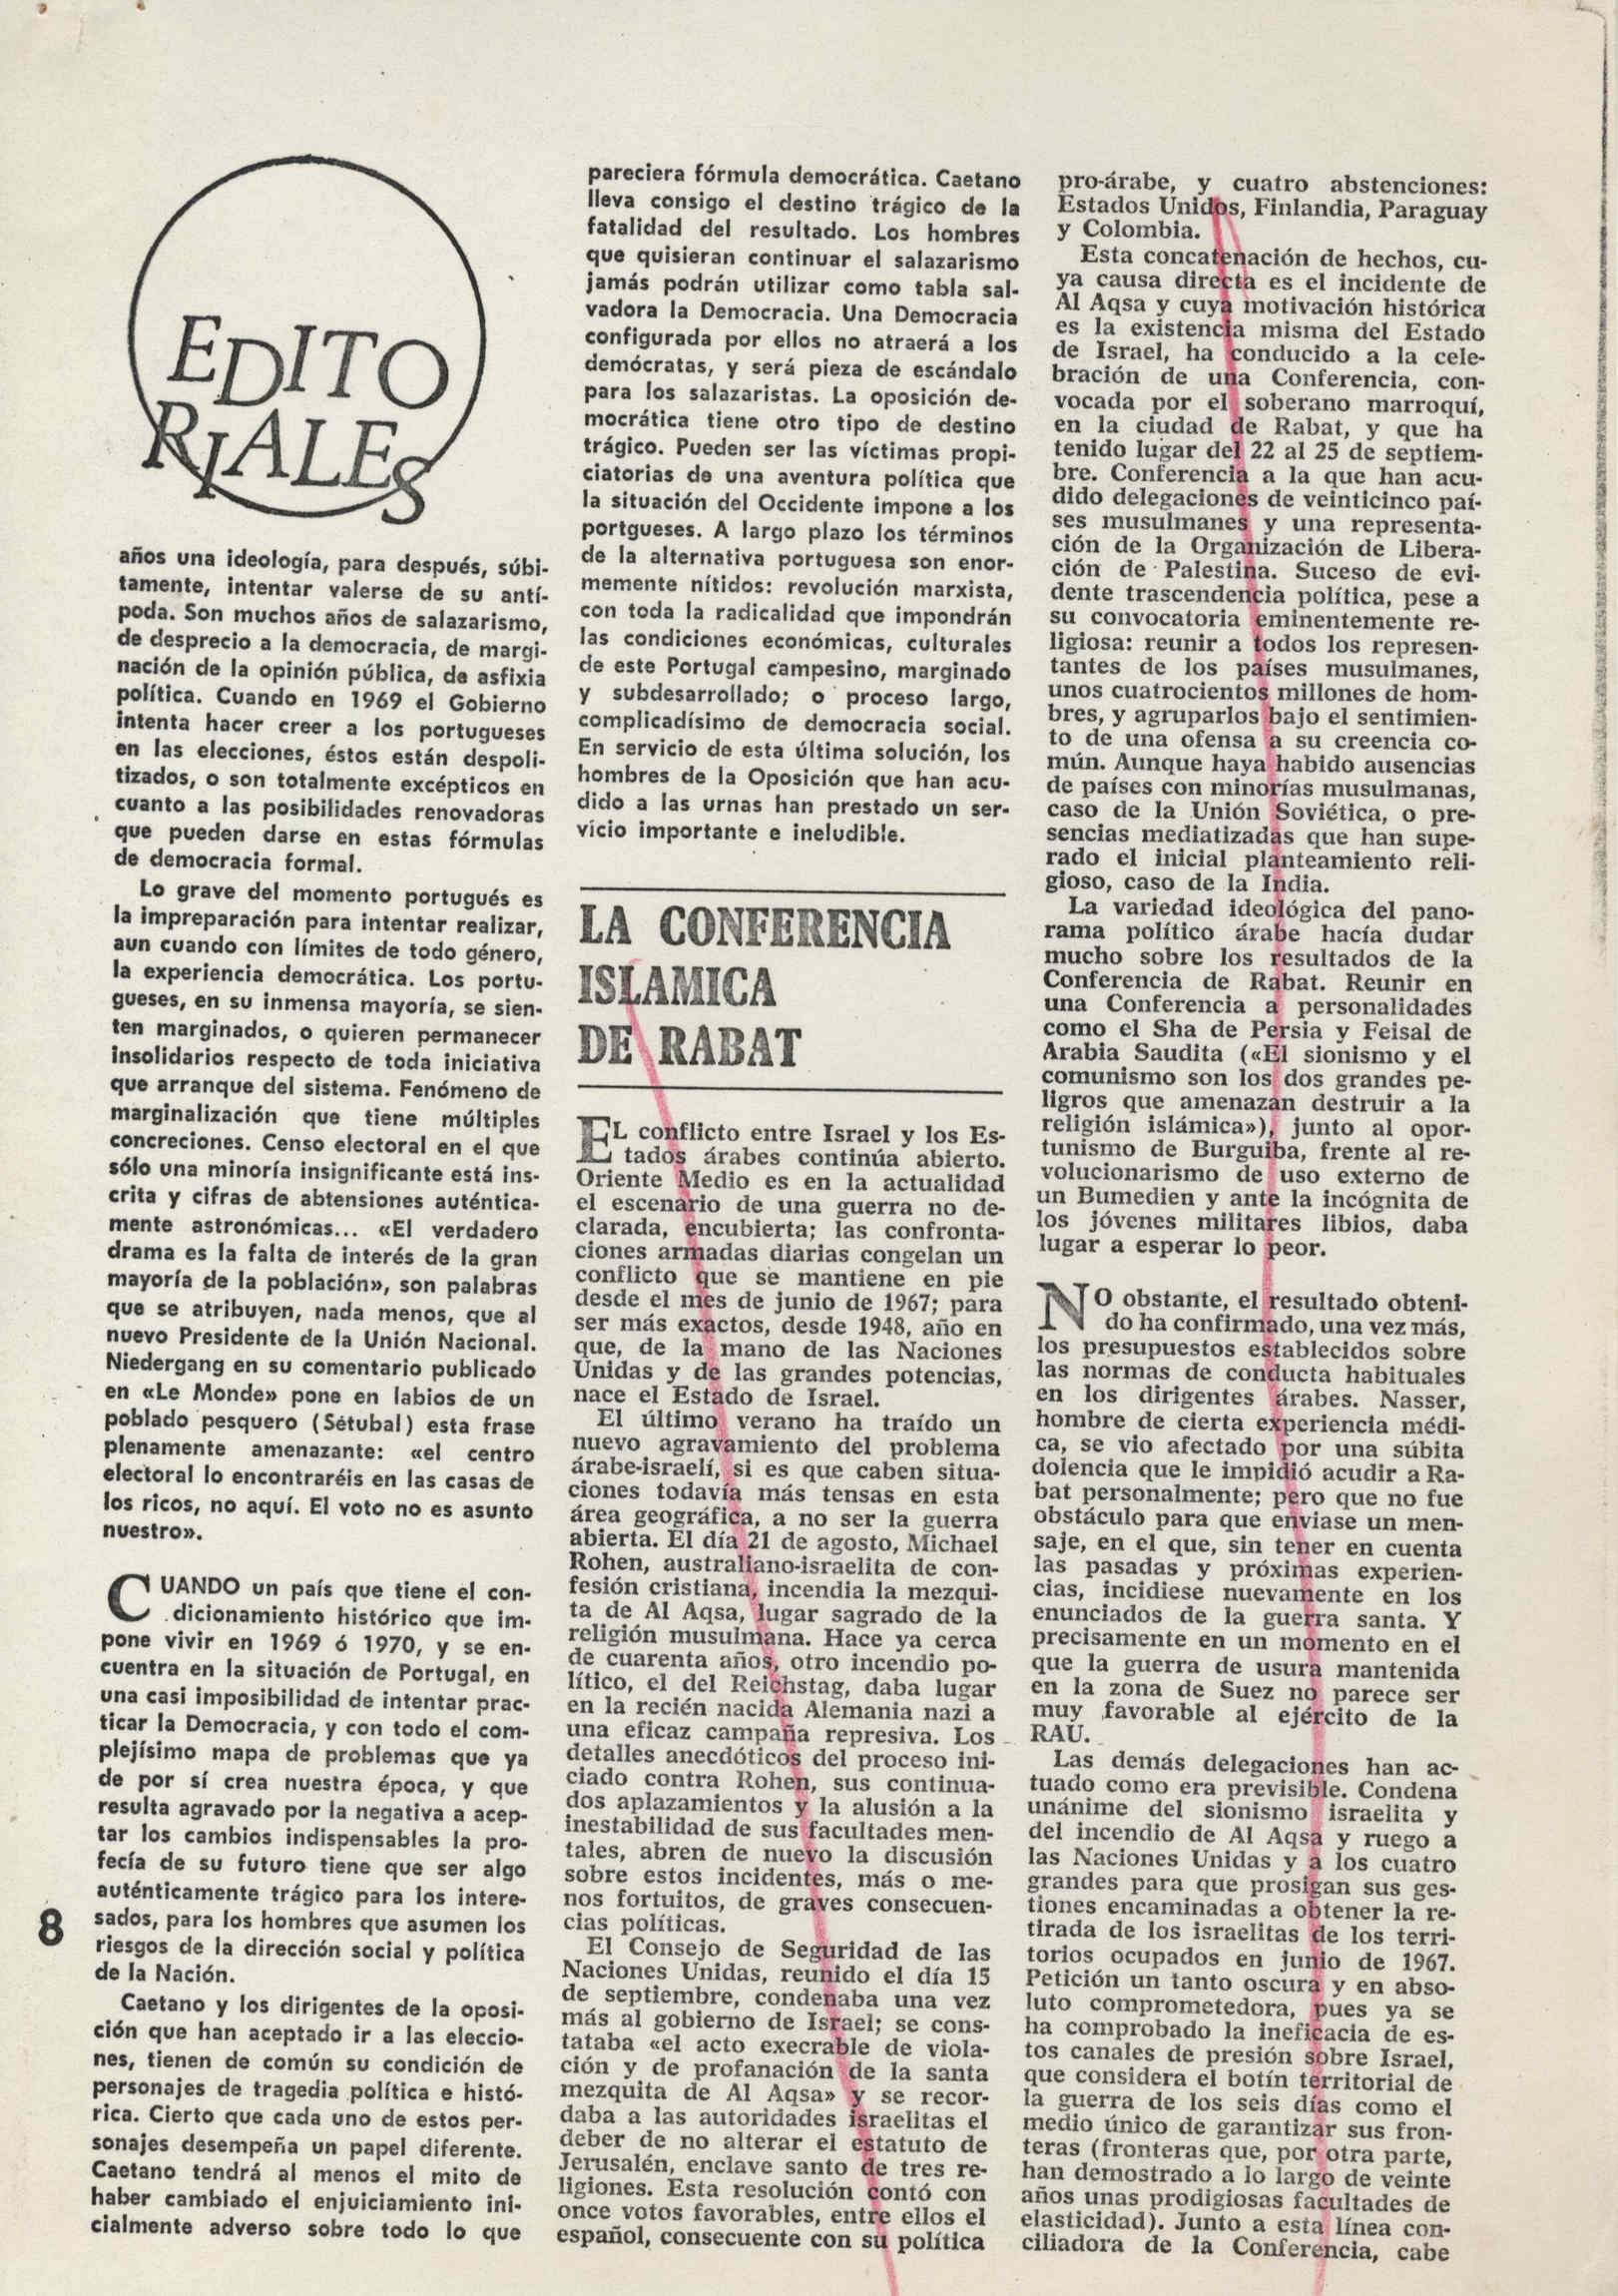 EDITO
RIALES
años una ideología, para después, súbi-
tamente, intentar valerse de su antí-
poda. Son muchos años de salazarismo,
de desprecio a la democracia, de margi-
nación de la opinión pública, de asfixia
política. Cuando en 1969 el Gobierno
intenta hacer creer a los portugueses
en las elecciones, éstos están despoli-
tizados, o son totalmente excépticos en
cuanto a las posibilidades renovadoras
que pueden darse en estas fórmulas
de democracia formal.
Lo grave del momento portugués es
la impreparación para intentar realizar,
aun cuando con límites de todo género,
la experiencia democrática. Los portu-
gueses, en su inmensa mayoría, se sien-
ten marginados, o quieren permanecer
insolidarios respecto de toda iniciativa
que arranque del sistema. Fenómeno de
marginalización que tiene múltiples
concreciones. Censo electoral en el que
sólo una minoría insignificante está ins-
crita y cifras de abtensiones auténtica-
mente astronómicas... «El verdadero
drama es la falta de interés de la gran
mayoría de la población», son palabras
que se atribuyen, nada menos, que al
nuevo Presidente de la Unión Nacional.
Niedergang en su comentario publicado
en «Le Monde» pone en labios de un
poblado pesquero (Sétubal) esta frase
plenamente amenazante: «el centro
electoral lo encontraréis en las casas de
los ricos, no aquí. El voto no es asunto
nuestro».
CUANDO un país que tiene el con-
dicionamiento histórico que im-
pone vivir en 1969 ó 1970, y se en-
cuentra en la situación de Portugal, en
una casi imposibilidad de intentar prac-
ticar la Democracia, y con todo el com-
plejísimo mapa de problemas que ya
de por sí crea nuestra época, y que
resulta agravado por la negativa a acep-
tar los cambios indispensables la pro-
fecía de su futuro tiene que ser algo
auténticamente trágico para los intere-
sados, para los hombres que asumen los
riesgos de la dirección social y política
de la Nación.
Caetano y los dirigentes de la oposi-
ción que han aceptado ir a las eleccio-
nes, tienen de común su condición de
personajes de tragedia política e histó-
rica. Cierto que cada uno de estos per-
sonajes desempeña un papel diferente.
Caetano tendrá al menos el mito de
haber cambiado el enjuiciamiento ini-
cialmente adverso sobre todo lo que
8
pareciera fórmula democrática. Caetano
lleva consigo el destino trágico de la
fatalidad del resultado. Los hombres
que quisieran continuar el salazarismo
jamás podrán utilizar como tabla sal-
vadora la Democracia. Una Democracia
configurada por ellos no atraerá a los
demócratas, y será pieza de escándalo
para los salazaristas. La oposición de-
mocrática tiene otro tipo de destino
trágico. Pueden ser las víctimas propi-
ciatorias de una aventura política que
la situación del Occidente impone a los
portgueses. A largo plazo los términos
de la alternativa portuguesa son enor-
memente nítidos: revolución marxista,
con toda la radicalidad que impondrán
las condiciones económicas, culturales
de este Portugal campesino, marginado
y subdesarrollado; o proceso largo,
complicadísimo de democracia social.
En servicio de esta última solución, los
hombres de la Oposición que han acu-
dido a las urnas han prestado un ser-
vicio importante e ineludible.
LA CONFERENCIA
ISLAMICA
DE RABAT
EL conflicto entre Israel y los Es-
tados árabes continúa abierto.
Oriente Medio es en la actualidad
el escenario de una guerra no de-
clarada, encubierta; las confronta-
ciones armadas diarias congelan un
conflicto que se mantiene en pie
desde el mes de junio de 1967; para
ser más exactos, desde 1948, año en
que, de la mano de las Naciones
Unidas y de las grandes potencias,
nace el Estado de Israel.
El último verano ha traído un
nuevo agravamiento del problema
árabe-israelí, si es que caben situa-
ciones todavía más tensas en esta
área geográfica, a no ser la guerra
abierta. El día 21 de agosto, Michael
Rohen, australiano-israelita de con-
fesión cristiana, incendia la mezqui-
ta de Al Aqsa, lugar sagrado de la
religión musulmana. Hace ya cerca
de cuarenta años, otro incendio po-
lítico, el del Reichstag, daba lugar
en la recién nacida Alemania nazi a
una eficaz campaña represiva. Los
detalles anecdóticos del proceso ini-
ciado contra Rohen, sus continua-
dos aplazamientos y la alusión a la
inestabilidad de sus facultades men-
tales, abren de nuevo la discusión
sobre estos incidentes, más o me-
nos fortuitos, de graves consecuen-
cias políticas.
El Consejo de Seguridad de las
Naciones Unidas, reunido el día 15
de septiembre, condenaba una vez
más al gobierno de Israel; se cons-
tataba «el acto execrable de viola-
ción y de profanación de la santa
mezquita de Al Aqsa» y se recor-
daba a las autoridades israelitas el
deber de no alterar el estatuto de
Jerusalén, enclave santo de tres re-
ligiones. Esta resolución contó con
once votos favorables, entre ellos el
español, consecuente con su política
pro-árabe, y cuatro abstenciones:
Estados Unidos, Finlandia, Paraguay
y Colombia.
Esta concatenación de hechos, cu-
ya causa directa es el incidente de
Al Aqsa y cuya motivación histórica
es la existencia misma del Estado
de Israel, ha conducido a la cele-
bración de una Conferencia, con-
vocada por el soberano marroquí,
en la ciudad de Rabat, y que ha
tenido lugar del 22 al 25 de septiem-
bre. Conferencia a la que han acu-
dido delegaciones de veinticinco paí-
ses musulmanes y una representa-
ción de la Organización de Libera-
ción de Palestina. Suceso de evi-
dente trascendencia política, pese a
su convocatoria eminentemente re-
ligiosa: reunir a todos los represen-
tantes de los países musulmanes,
unos cuatrocientos millones de hom-
bres, y agruparlos bajo el sentimien-
to de una ofensa a su creencia co-
mún. Aunque haya habido ausencias
de países con minorías musulmanas,
caso de la Unión Soviética, o pre-
sencias mediatizadas que han supe-
rado el inicial planteamiento reli-
gioso, caso de la India.
La variedad ideológica del pano-
rama político árabe hacía dudar
mucho sobre los resultados de la
Conferencia de Rabat. Reunir en
una Conferencia a personalidades
como el Sha de Persia y Feisal de
Arabia Saudita («El sionismo y el
comunismo son los dos grandes pe-
ligros que amenazan destruir a la
religión islámica»), junto al opor-
tunismo de Burguiba, frente al re-
volucionarismo de uso externo de
un Bumedien y ante la incógnita de
los jóvenes militares libios, daba
lugar a esperar lo peor.
NO obstante, el resultado obteni-
do ha confirmado, una vez más,
los presupuestos establecidos sobre
las normas de conducta habituales
en los dirigentes árabes. Nasser,
hombre de cierta experiencia médi-
ca, se vio afectado por una súbita
dolencia que le impidió acudir a Ra-
bat personalmente; pero que no fue
obstáculo para que enviase un men-
saje, en el que, sin tener en cuenta
las pasadas y próximas experien-
cias, incidiese nuevamente en los
enunciados de la guerra santa. Y
precisamente en un momento en el
que la guerra de usura mantenida
en la zona de Suez no parece ser
muy favorable al ejército de la
RAU.
Las demás delegaciones han ac-
tuado como era previsible. Condena
unánime del sionismo israelita y
del incendio de Al Aqsa y ruego a
las Naciones Unidas y a los cuatro
grandes para que prosigan sus ges-
tiones encaminadas a obtener la re-
tirada de los israelitas de los terri-
torios ocupados en junio de 1967.
Petición un tanto oscura y en abso-
luto comprometedora, pues ya se
ha comprobado la ineficacia de es-
tos canales de presión sobre Israel,
que considera el botín territorial de
la guerra de los seis días como el
medio único de garantizar sus fron-
teras (fronteras que, por otra parte,
han demostrado a lo largo de veinte
años unas prodigiosas facultades de
elasticidad). Junto a esta línea con-
ciliadora de la Conferencia, cabe